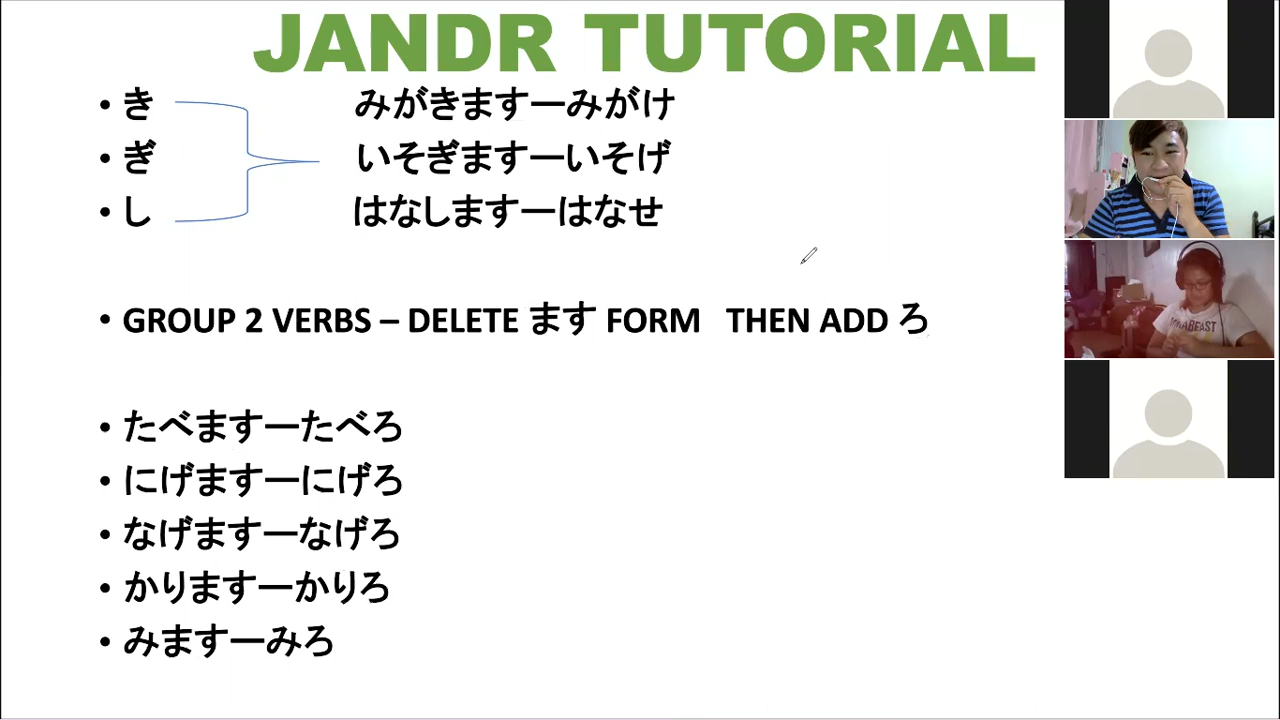 JANDR TUTORIAL
• き みがきますーみがけ
• ぎ いそぎますーいそげ
• し はなしますーはなせ
• GROUP 2 VERBS – DELETE ます FORM THEN ADD ろ
• たべますーたべろ
• にげますーにげろ
• なげますーなげろ
• かりますーかりろ
• みますーみろ